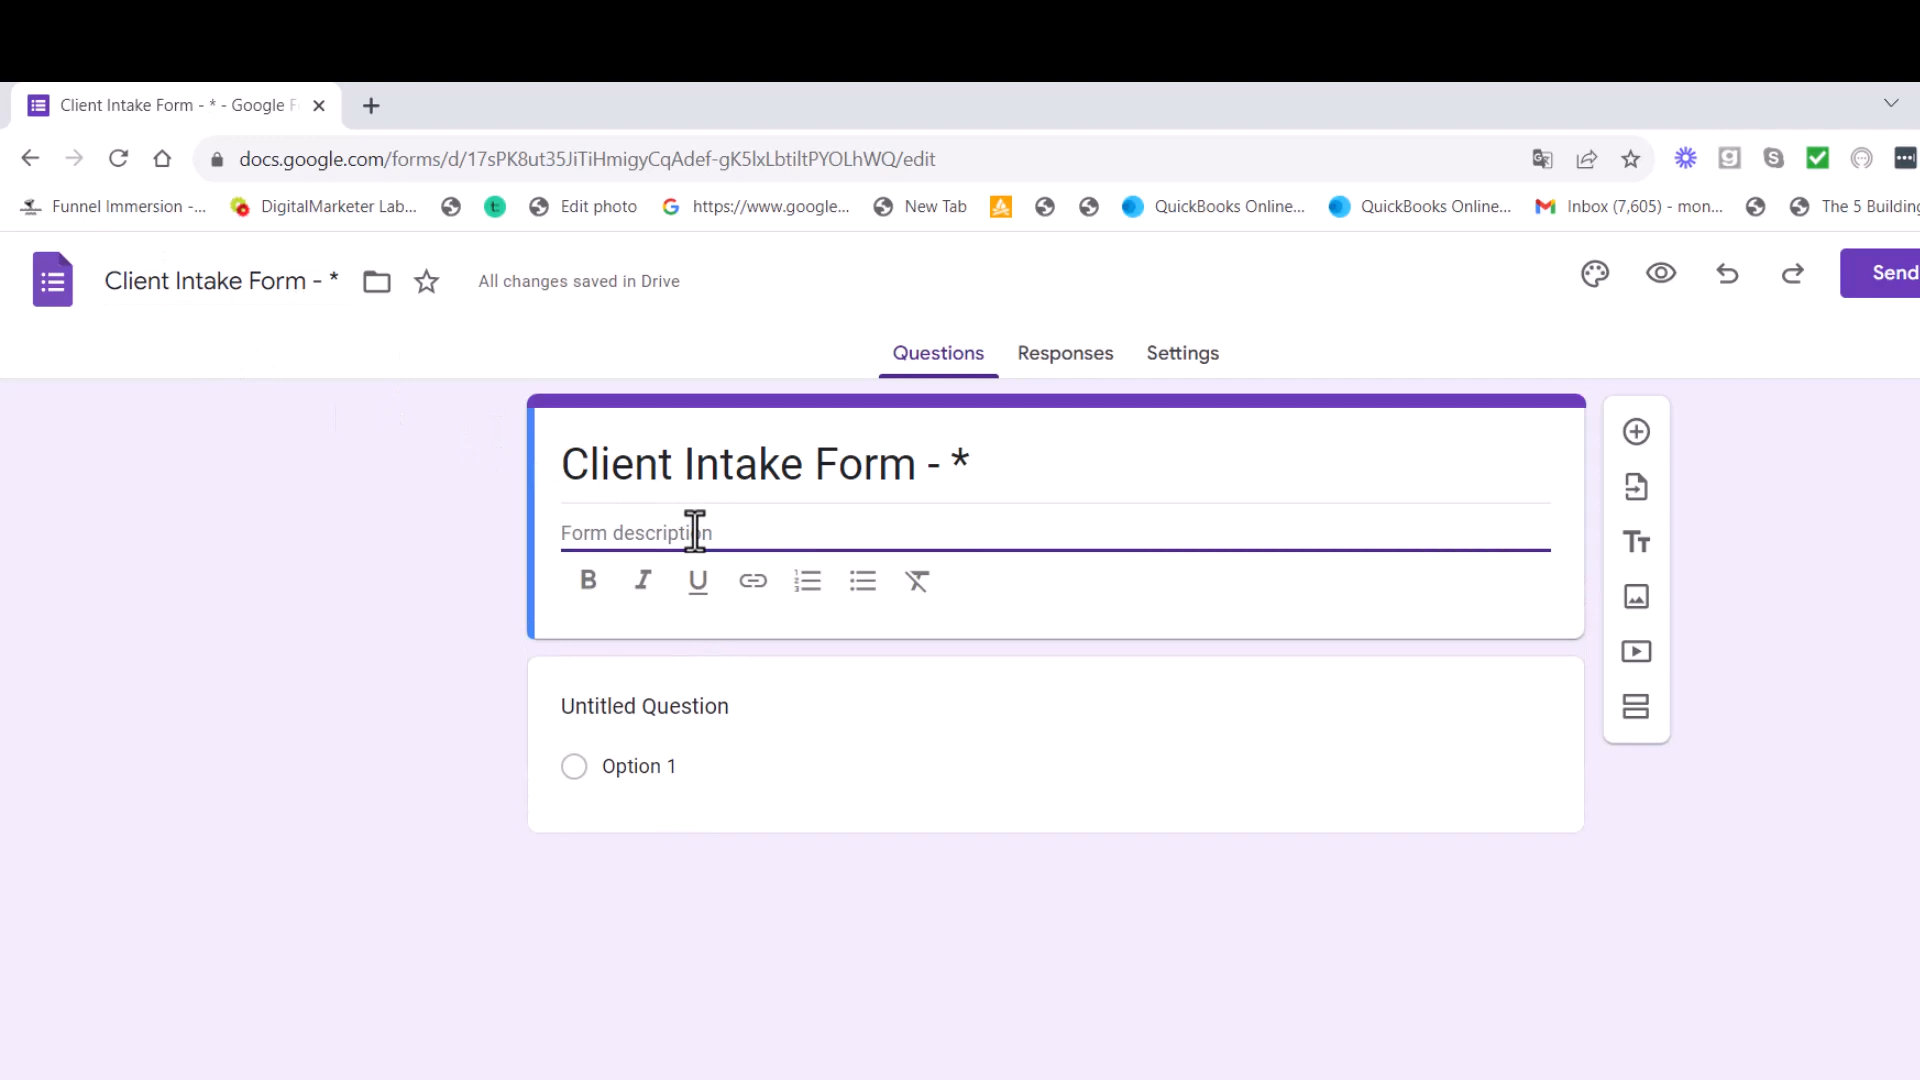 Client Intake Form - * - Google F
docs.google.com/forms/d/17sPK8ut35JiTiHmigyCqAdef-gK5lxLbtiltPYOLhWQ/edit
Funnel Immersion -... DigitalMarketer Lab... Edit photo https://www.google... New Tab QuickBooks Online... QuickBooks Online... Inbox (7,605) - mon... The 5 Building
Client Intake Form - * All changes saved in Drive Send
Questions Responses Settings
Client Intake Form - *
Form description
B I U
Untitled Question
Option 1